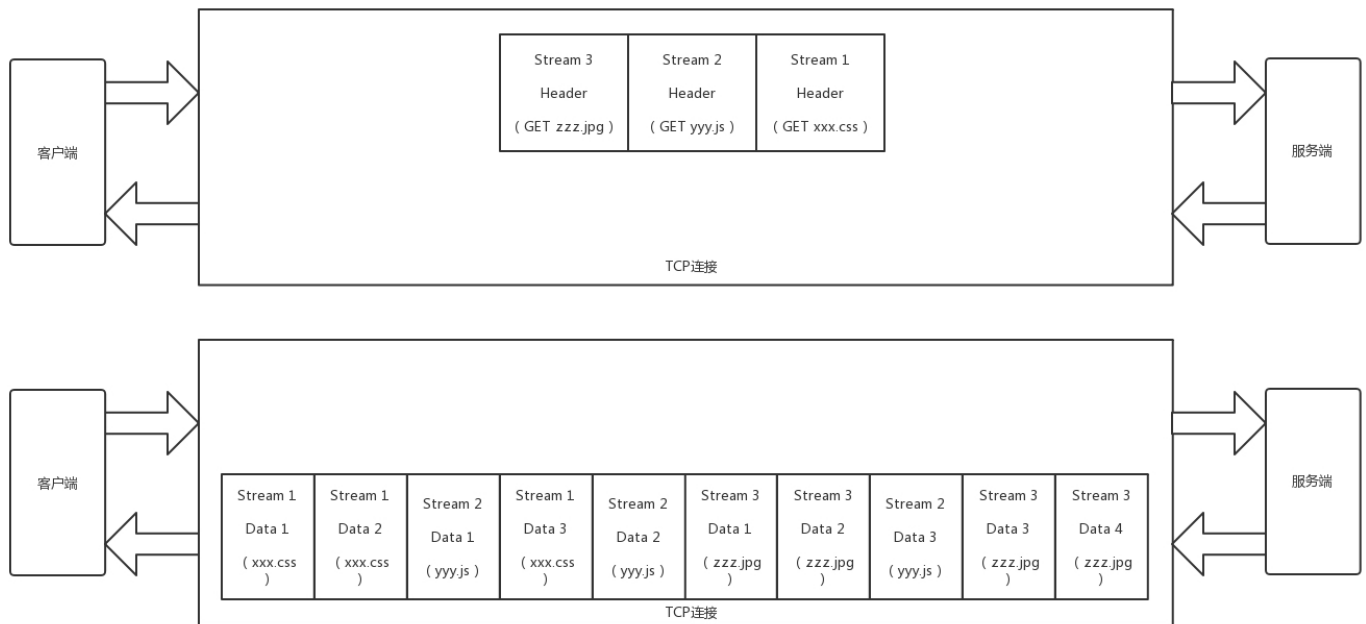 Stream 3
Header
( GET zzz.jpg )
Stream 2
Header
( GET yyy.js )
Stream 1
Header
( GET xxx.css )
客户端
服务端
TCP连接
客户端
服务端
Stream 1
Data 1
( xxx.css
)
Stream 1
Data 2
( xxx.css
)
Stream 2
Data 1
( yyy.js )
Stream 1
Data 3
( xxx.css
)
Stream 2
Data 2
( yyy.js )
Stream 3
Data 1
( zzz.jpg
)
Stream 3
Data 2
( zzz.jpg
)
Stream 2
Data 3
( yyy.js )
Stream 3
Data 3
( zzz.jpg
)
Stream 3
Data 4
( zzz.jpg
)
TCP连接